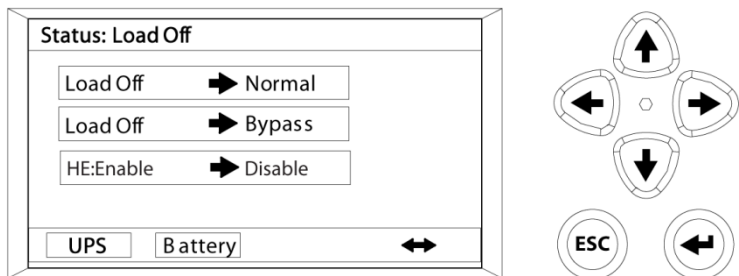 Status: Load Off
Load Off Normal
Load Off Bypass
HE:Enable Disable
UPS Battery
ESC